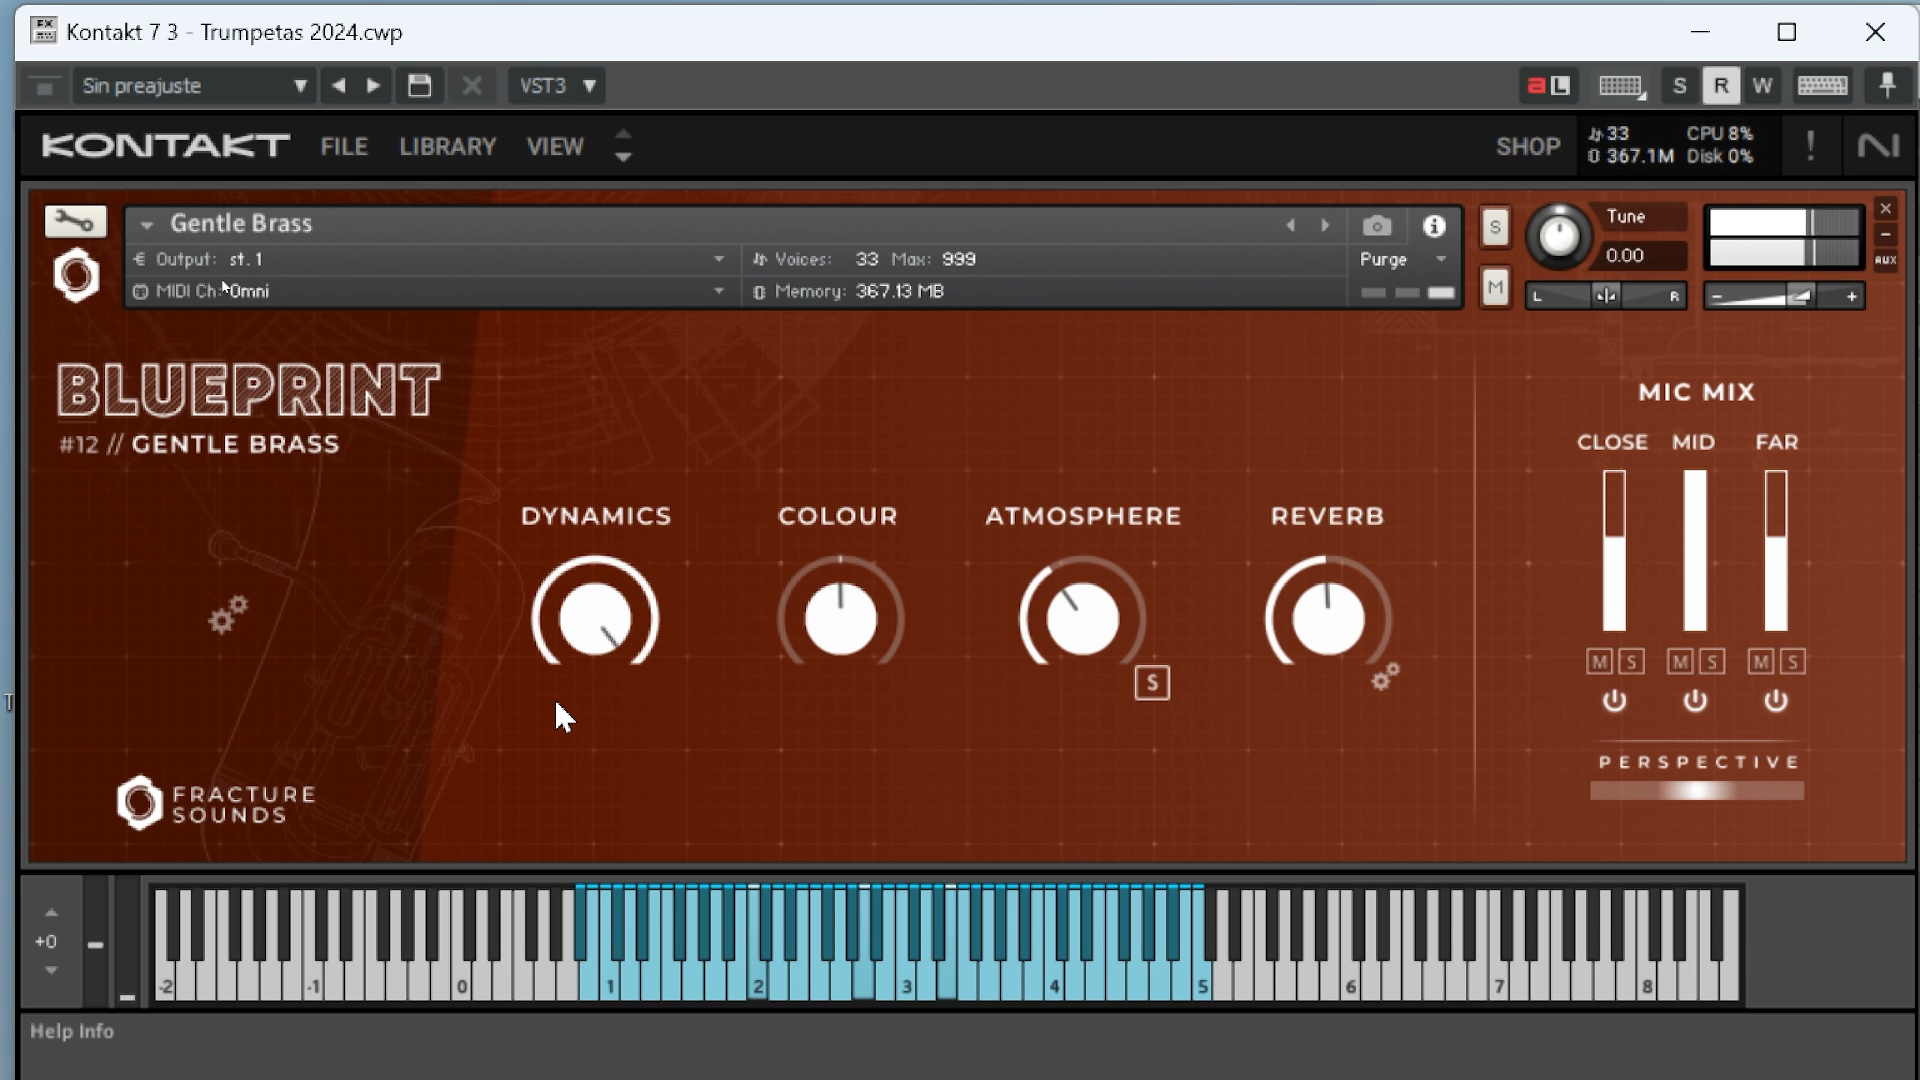 Kontakt 7 3 - Trumpetas 2024.cwp
Sin preajuste
VST3
a L
S R W
KONTAKT
FILE LIBRARY VIEW
SHOP
33 CPU 8%
367.1M Disk 0%
!
Gentle Brass
i
Output: st. 1
Voices: 33 Max: 999
Purge
MIDI Ch: Omni
Memory: 367.13 MB
S
M
Tune
0.00
L R
- +
AUX
BLUEPRINT
#12 // GENTLE BRASS
DYNAMICS COLOUR ATMOSPHERE REVERB
S
MIC MIX
CLOSE MID FAR
M S M S M S
PERSPECTIVE
FRACTURE
SOUNDS
+0
-2 -1 0 1 2 3 4 5 6 7 8
Help Info